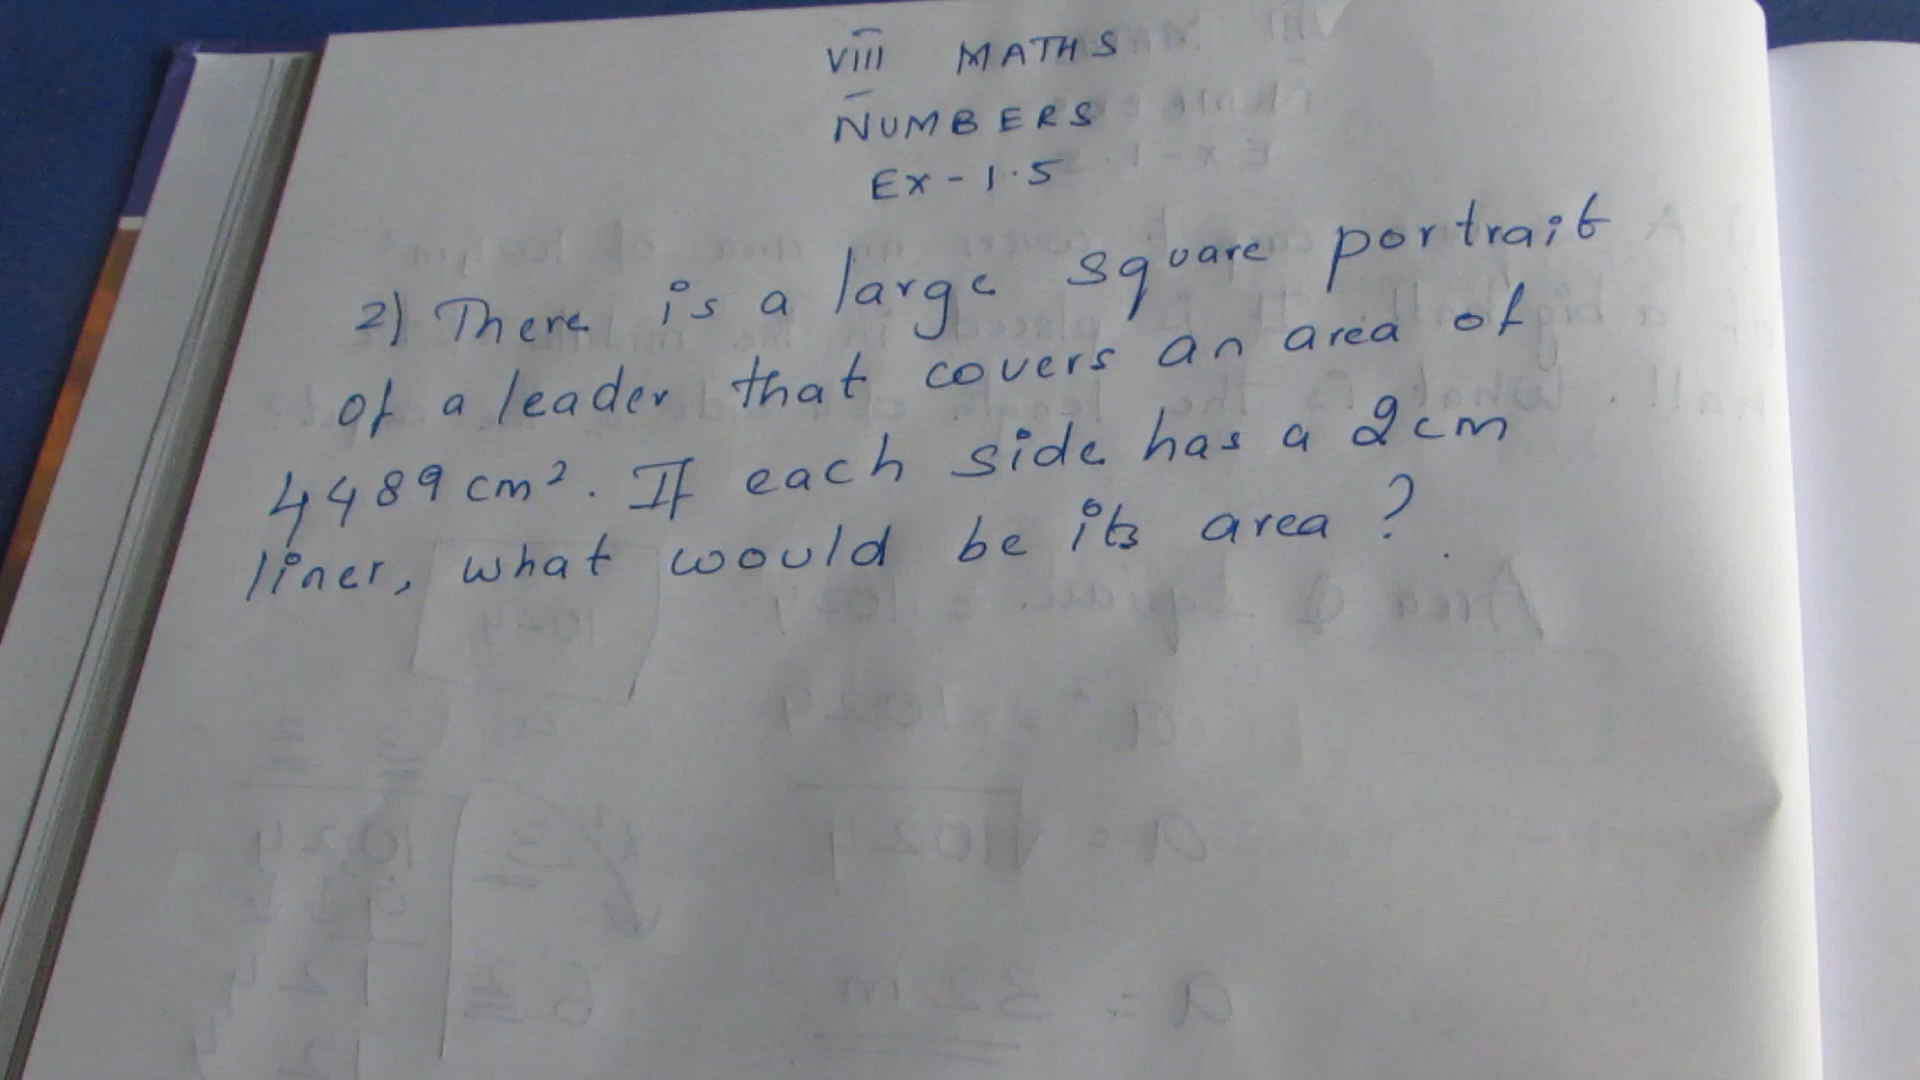 VIII MATHS
NUMBERS
Ex - 1.5
2) There is a large square portrait
of a leader that covers an area of
4489 cm². If each side has a 2cm
liner, what would be its area ?